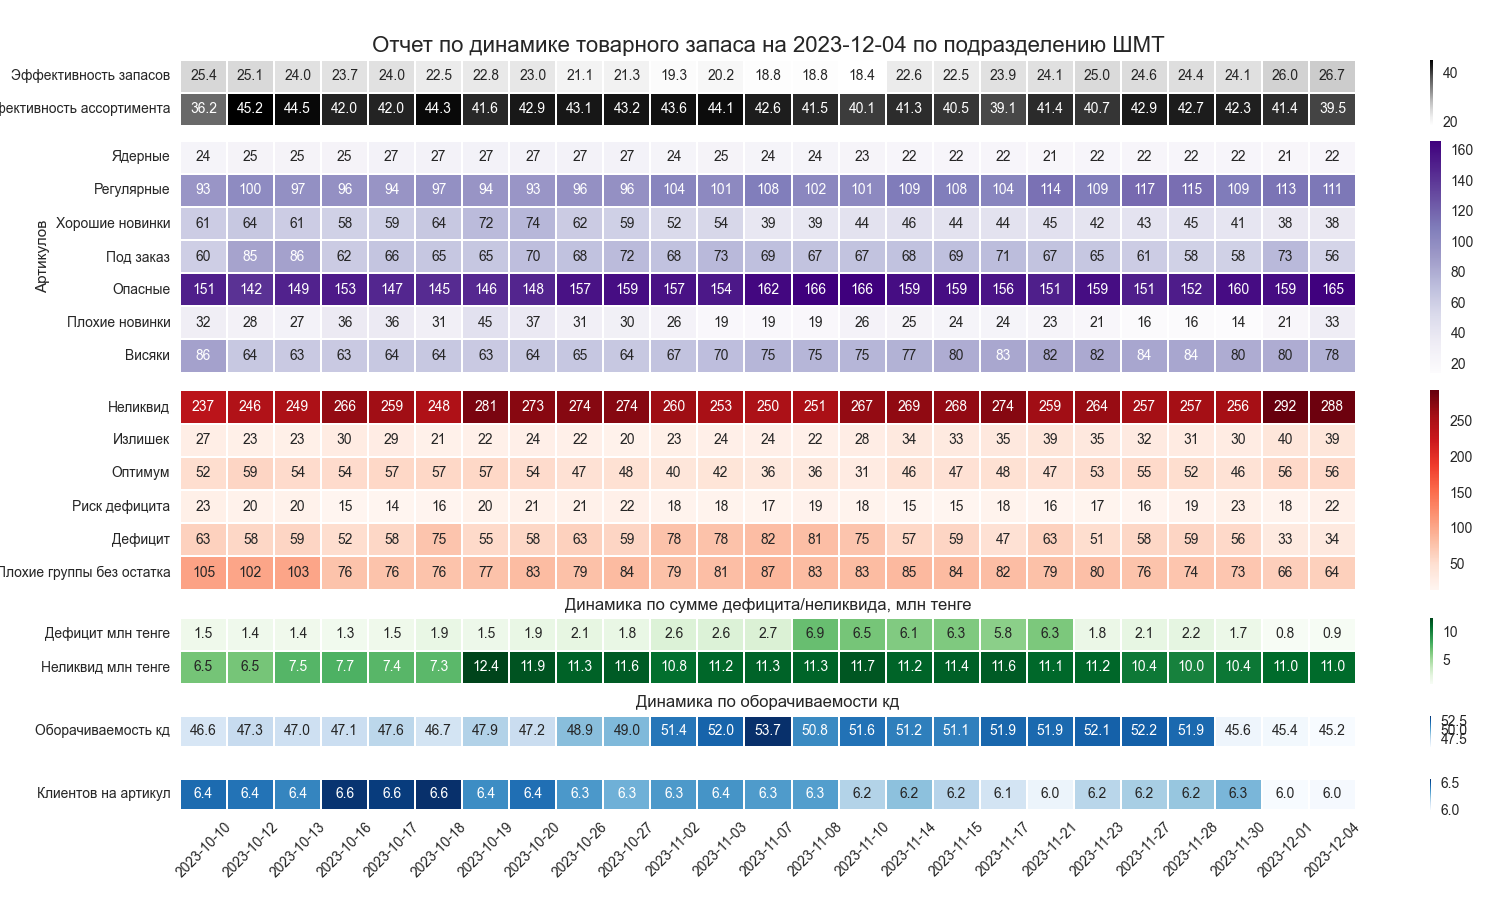 Отчет по динамике товарного запаса на 2023-12-04 по подразделению ШМТ
Эффективность запасов 25.4 25.1 24.0 23.7 24.0 22.5 22.8 23.0 21.1 21.3 19.3 20.2 18.8 18.8 18.4 22.6 22.5 23.9 24.1 25.0 24.6 24.4 24.1 26.0 26.7
фективность ассортимента 36.2 45.2 44.5 42.0 42.0 44.3 41.6 42.9 43.1 43.2 43.6 44.1 42.6 41.5 40.1 41.3 40.5 39.1 41.4 40.7 42.9 42.7 42.3 41.4 39.5
40
20
Артикулов
Ядерные 24 25 25 25 27 27 27 27 27 27 24 25 24 24 23 22 22 22 21 22 22 22 22 21 22
Регулярные 93 100 97 96 94 97 94 93 96 96 104 101 108 102 101 109 108 104 114 109 117 115 109 113 111
Хорошие новинки 61 64 61 58 59 64 72 74 62 59 52 54 39 39 44 46 44 44 45 42 43 45 41 38 38
Под заказ 60 85 86 62 66 65 65 70 68 72 68 73 69 67 67 68 69 71 67 65 61 58 58 73 56
Опасные 151 142 149 153 147 145 146 148 157 159 157 154 162 166 166 159 159 156 151 159 151 152 160 159 165
Плохие новинки 32 28 27 36 36 31 45 37 31 30 26 19 19 19 26 25 24 24 23 21 16 16 14 21 33
Висяки 86 64 63 63 64 64 63 64 65 64 67 70 75 75 75 77 80 83 82 82 84 84 80 80 78
160
140
120
100
80
60
40
20
Неликвид 237 246 249 266 259 248 281 273 274 274 260 253 250 251 267 269 268 274 259 264 257 257 256 292 288
Излишек 27 23 23 30 29 21 22 24 22 20 23 24 24 22 28 34 33 35 39 35 32 31 30 40 39
Оптимум 52 59 54 54 57 57 57 54 47 48 40 42 36 36 31 46 47 48 47 53 55 52 46 56 56
Риск дефицита 23 20 20 15 14 16 20 21 21 22 18 18 17 19 18 15 15 18 16 17 16 19 23 18 22
Дефицит 63 58 59 52 58 75 55 58 63 59 78 78 82 81 75 57 59 47 63 51 58 59 56 33 34
Плохие группы без остатка 105 102 103 76 76 76 77 83 79 84 79 81 87 83 83 85 84 82 79 80 76 74 73 66 64
250
200
150
100
50
Динамика по сумме дефицита/неликвида, млн тенге
Дефицит млн тенге 1.5 1.4 1.4 1.3 1.5 1.9 1.5 1.9 2.1 1.8 2.6 2.6 2.7 6.9 6.5 6.1 6.3 5.8 6.3 1.8 2.1 2.2 1.7 0.8 0.9
Неликвид млн тенге 6.5 6.5 7.5 7.7 7.4 7.3 12.4 11.9 11.3 11.6 10.8 11.2 11.3 11.3 11.7 11.2 11.4 11.6 11.1 11.2 10.4 10.0 10.4 11.0 11.0
10
5
Динамика по оборачиваемости кд
Оборачиваемость кд 46.6 47.3 47.0 47.1 47.6 46.7 47.9 47.2 48.9 49.0 51.4 52.0 53.7 50.8 51.6 51.2 51.1 51.9 51.9 52.1 52.2 51.9 45.6 45.4 45.2
52.5
50.0
47.5
Клиентов на артикул 6.4 6.4 6.4 6.6 6.6 6.6 6.4 6.4 6.3 6.3 6.3 6.4 6.3 6.3 6.2 6.2 6.2 6.1 6.0 6.2 6.2 6.2 6.3 6.0 6.0
6.5
6.0
2023-10-10 2023-10-12 2023-10-13 2023-10-16 2023-10-17 2023-10-18 2023-10-19 2023-10-20 2023-10-26 2023-10-27 2023-11-02 2023-11-03 2023-11-07 2023-11-08 2023-11-10 2023-11-14 2023-11-15 2023-11-17 2023-11-21 2023-11-23 2023-11-27 2023-11-28 2023-11-30 2023-12-01 2023-12-04